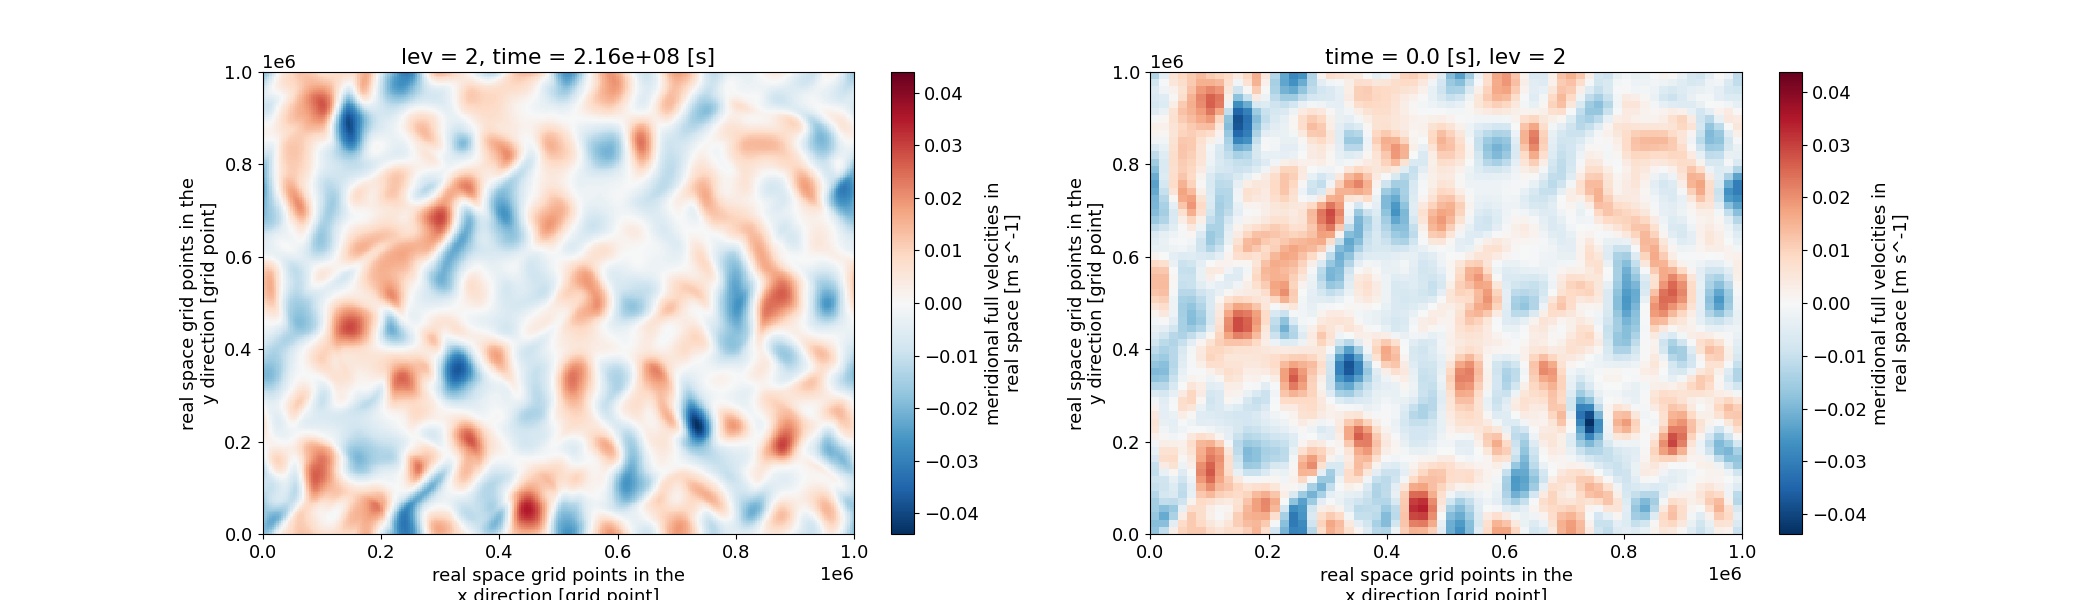 lev = 2, time = 2.16e+08 [s]
1e6
1.0
0.8
0.6
0.4
0.2
0.0
real space grid points in the
y direction [grid point]
0.0 0.2 0.4 0.6 0.8 1.0
1e6
real space grid points in the
x direction [grid point]
0.04
0.03
0.02
0.01
0.00
−0.01
−0.02
−0.03
−0.04
meridional full velocities in
real space [m s^-1]
time = 0.0 [s], lev = 2
1e6
1.0
0.8
0.6
0.4
0.2
0.0
real space grid points in the
y direction [grid point]
0.0 0.2 0.4 0.6 0.8 1.0
1e6
real space grid points in the
x direction [grid point]
0.04
0.03
0.02
0.01
0.00
−0.01
−0.02
−0.03
−0.04
meridional full velocities in
real space [m s^-1]